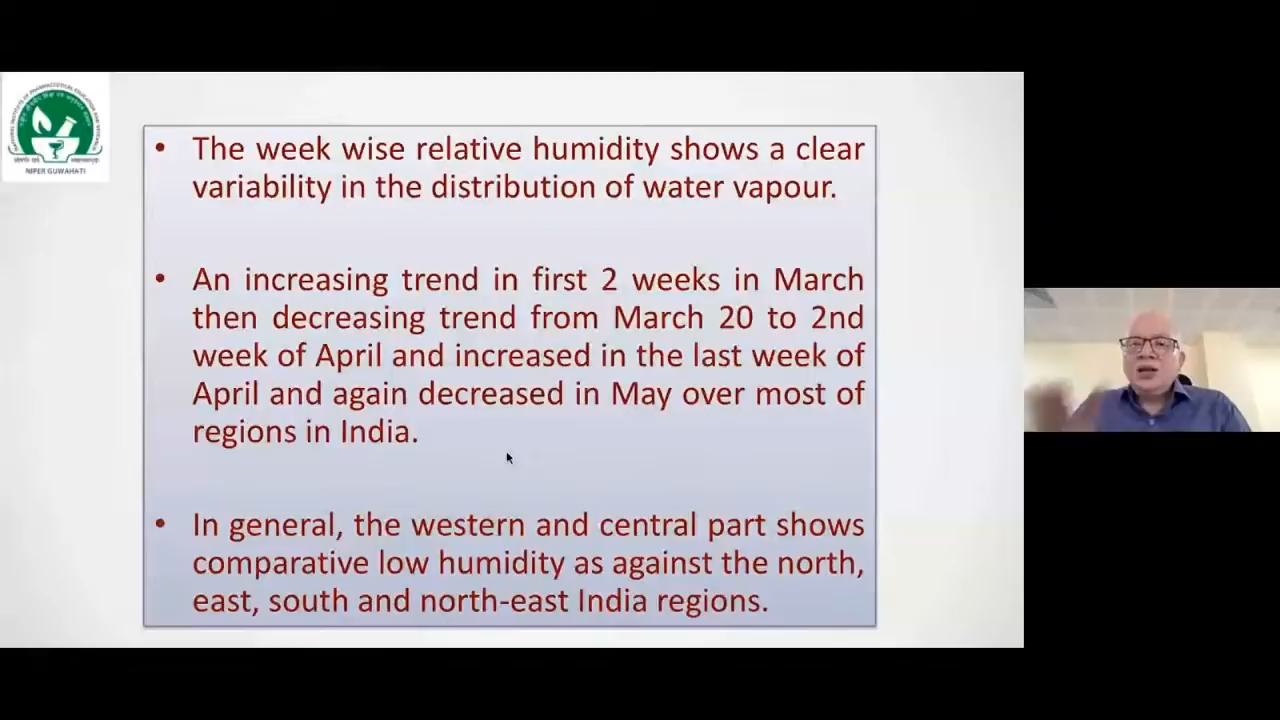 NIPER GUWAHATI
• The week wise relative humidity shows a clear
variability in the distribution of water vapour.
• An increasing trend in first 2 weeks in March
then decreasing trend from March 20 to 2nd
week of April and increased in the last week of
April and again decreased in May over most of
regions in India.
• In general, the western and central part shows
comparative low humidity as against the north,
east, south and north-east India regions.